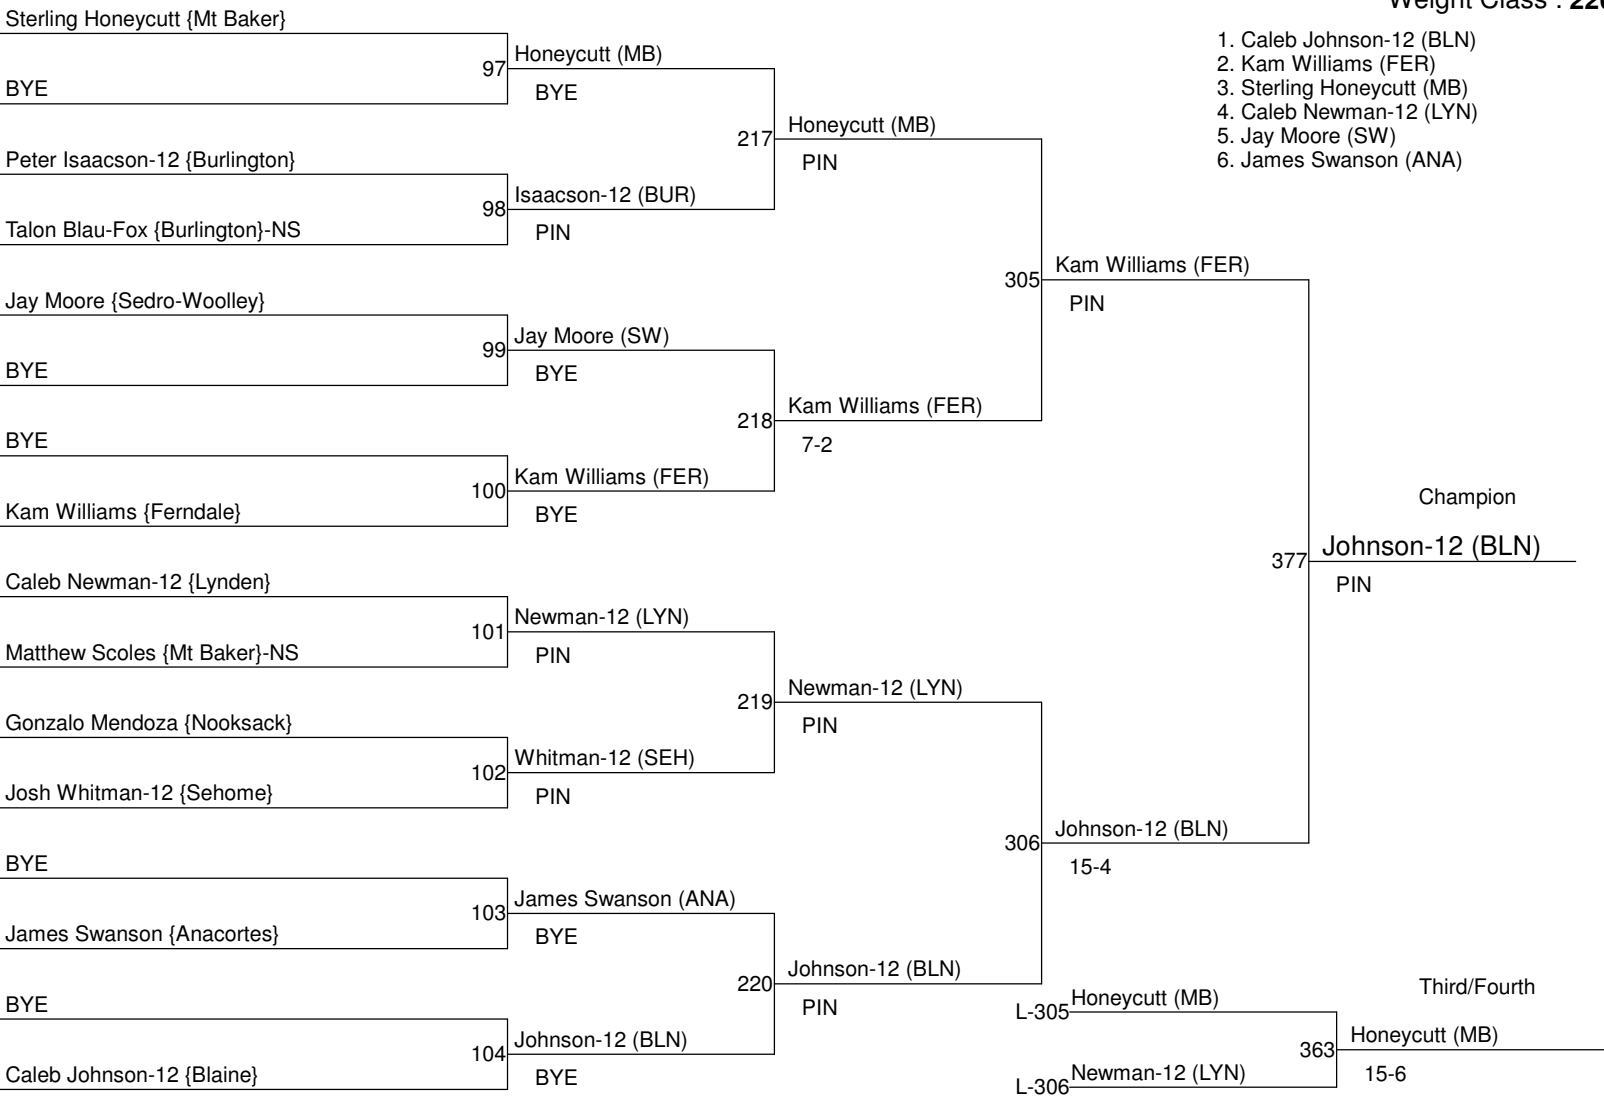 Weight Class :
1. Caleb Johnson-12 (BLN)
2. Kam Williams (FER)
3. Sterling Honeycutt (MB)
4. Caleb Newman-12 (LYN)
5. Jay Moore (SW)
6. James Swanson (ANA)
Sterling Honeycutt {Mt Baker}
BYE
Peter Isaacson-12 {Burlington}
Talon Blau-Fox {Burlington}-NS
Jay Moore {Sedro-Woolley}
BYE
BYE
Kam Williams {Ferndale}
Caleb Newman-12 {Lynden}
Matthew Scoles {Mt Baker}-NS
Gonzalo Mendoza {Nooksack}
Josh Whitman-12 {Sehome}
BYE
James Swanson {Anacortes}
BYE
Caleb Johnson-12 {Blaine}
97 Honeycutt (MB)
BYE
98 Isaacson-12 (BUR)
PIN
99 Jay Moore (SW)
BYE
100 Kam Williams (FER)
BYE
101 Newman-12 (LYN)
PIN
102 Whitman-12 (SEH)
PIN
103 James Swanson (ANA)
BYE
104 Johnson-12 (BLN)
BYE
217 Honeycutt (MB)
PIN
218 Kam Williams (FER)
7-2
219 Newman-12 (LYN)
PIN
220 Johnson-12 (BLN)
PIN
305 Kam Williams (FER)
PIN
306 Johnson-12 (BLN)
15-4
Champion
377 Johnson-12 (BLN)
PIN
Third/Fourth
L-305 Honeycutt (MB)
L-306 Newman-12 (LYN)
363 Honeycutt (MB)
15-6